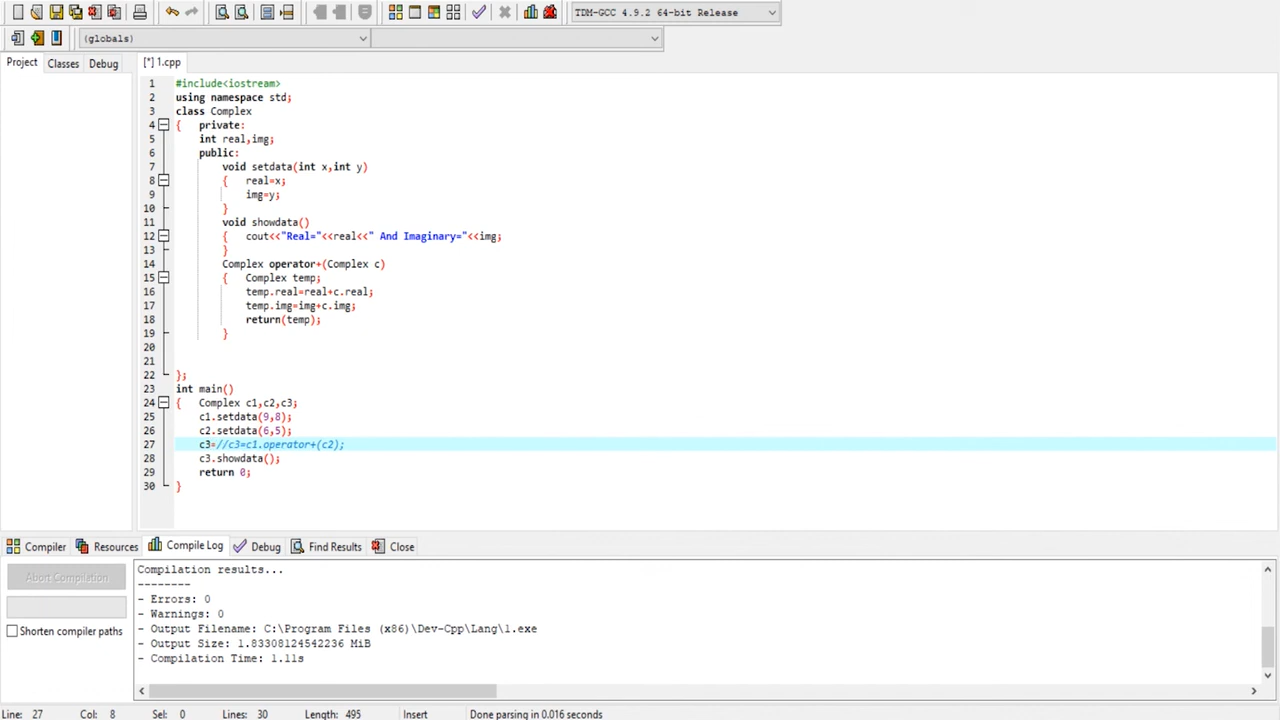 TDM-GCC 4.9.2 64-bit Release
(globals)
Project Classes Debug [*] 1.cpp
1 #include<iostream>
2 using namespace std;
3 class Complex
4 { private:
5 int real,img;
6 public:
7 void setdata(int x,int y)
8 { real=x;
9 img=y;
10 }
11 void showdata()
12 { cout<<"Real="<<real<<" And Imaginary="<<img;
13 }
14 Complex operator+(Complex c)
15 { Complex temp;
16 temp.real=real+c.real;
17 temp.img=img+c.img;
18 return(temp);
19 }
20
21
22 };
23 int main()
24 { Complex c1,c2,c3;
25 c1.setdata(9,8);
26 c2.setdata(6,5);
27 c3=//c3=c1.operator+(c2);
28 c3.showdata();
29 return 0;
30 }
Compiler Resources Compile Log Debug Find Results Close
Abort Compilation
Shorten compiler paths
Compilation results...
--------
- Errors: 0
- Warnings: 0
- Output Filename: C:\Program Files (x86)\Dev-Cpp\Lang\1.exe
- Output Size: 1.83308124542236 MiB
- Compilation Time: 1.11s
Line: 27 Col: 8 Sel: 0 Lines: 30 Length: 495 Insert Done parsing in 0.016 seconds